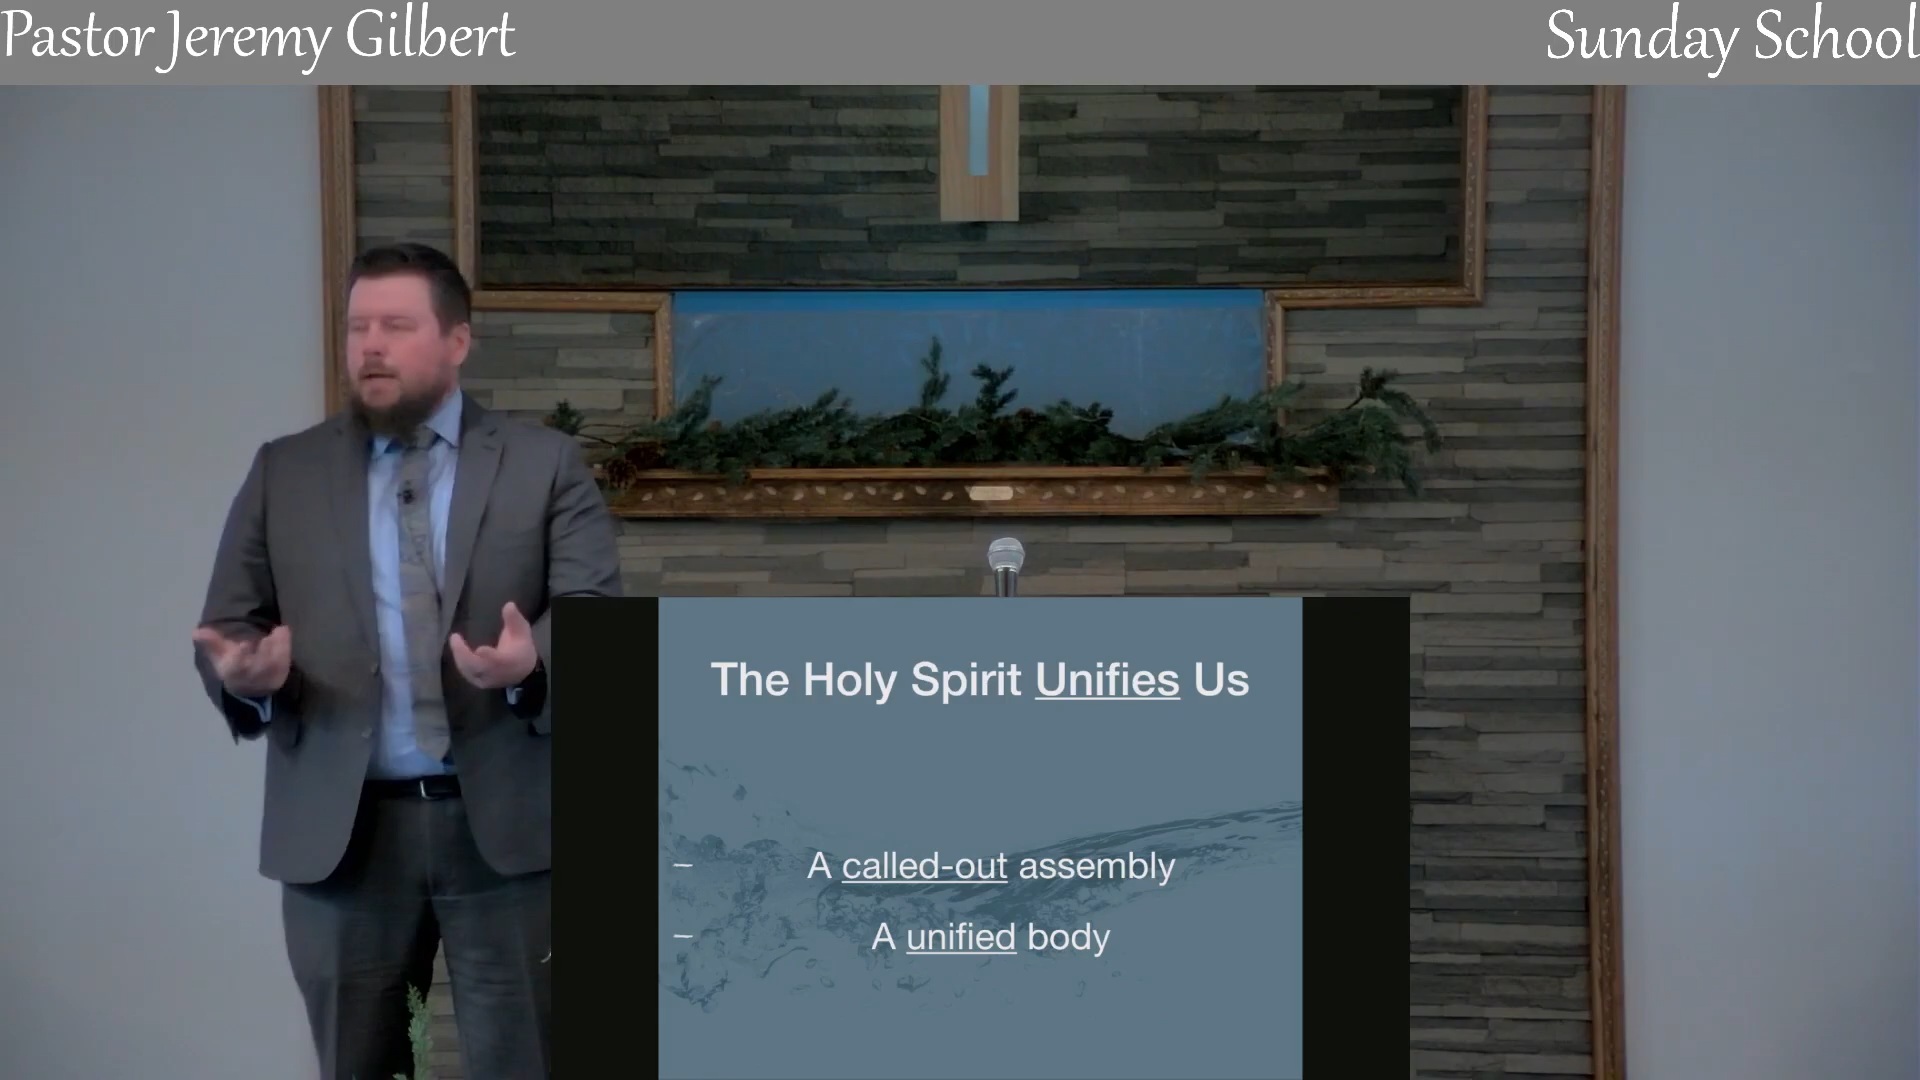 Pastor Jeremy Gilbert
Sunday School
The Holy Spirit Unifies Us
– A called-out assembly
– A unified body